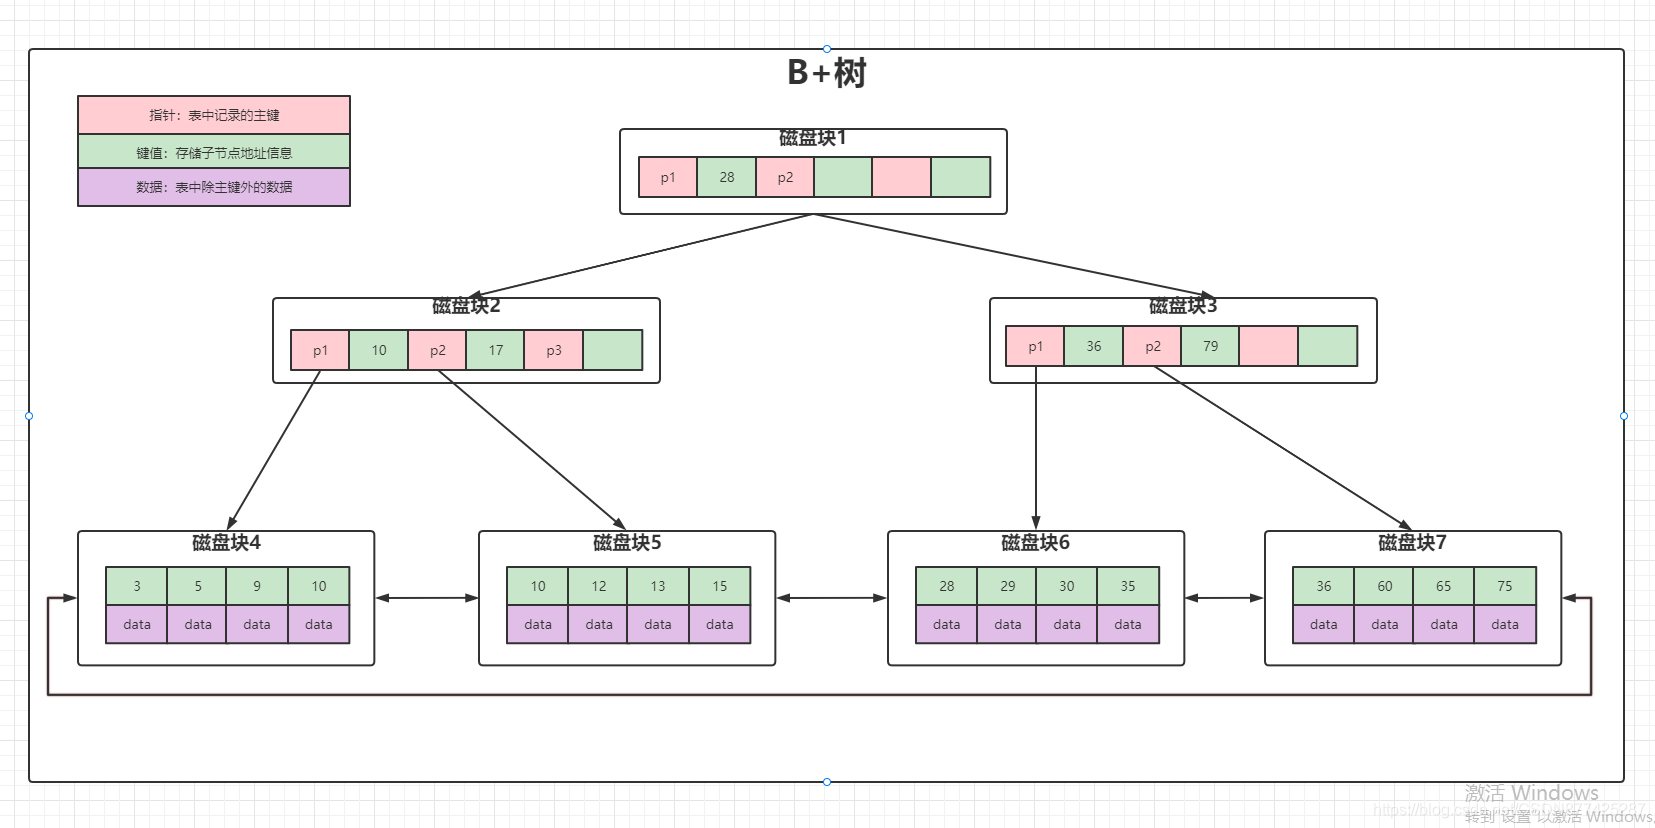 B+树
指针：表中记录的主键
键值：存储子节点地址信息
数据：表中除主键外的数据
磁盘块1
p1 28 p2
磁盘块2
p1 10 p2 17 p3
磁盘块3
p1 36 p2 79
磁盘块4
3 5 9 10
data data data data
磁盘块5
10 12 13 15
data data data data
磁盘块6
28 29 30 35
data data data data
磁盘块7
36 60 65 75
data data data data
激活 Windows
转到"设置"以激活 Windows。